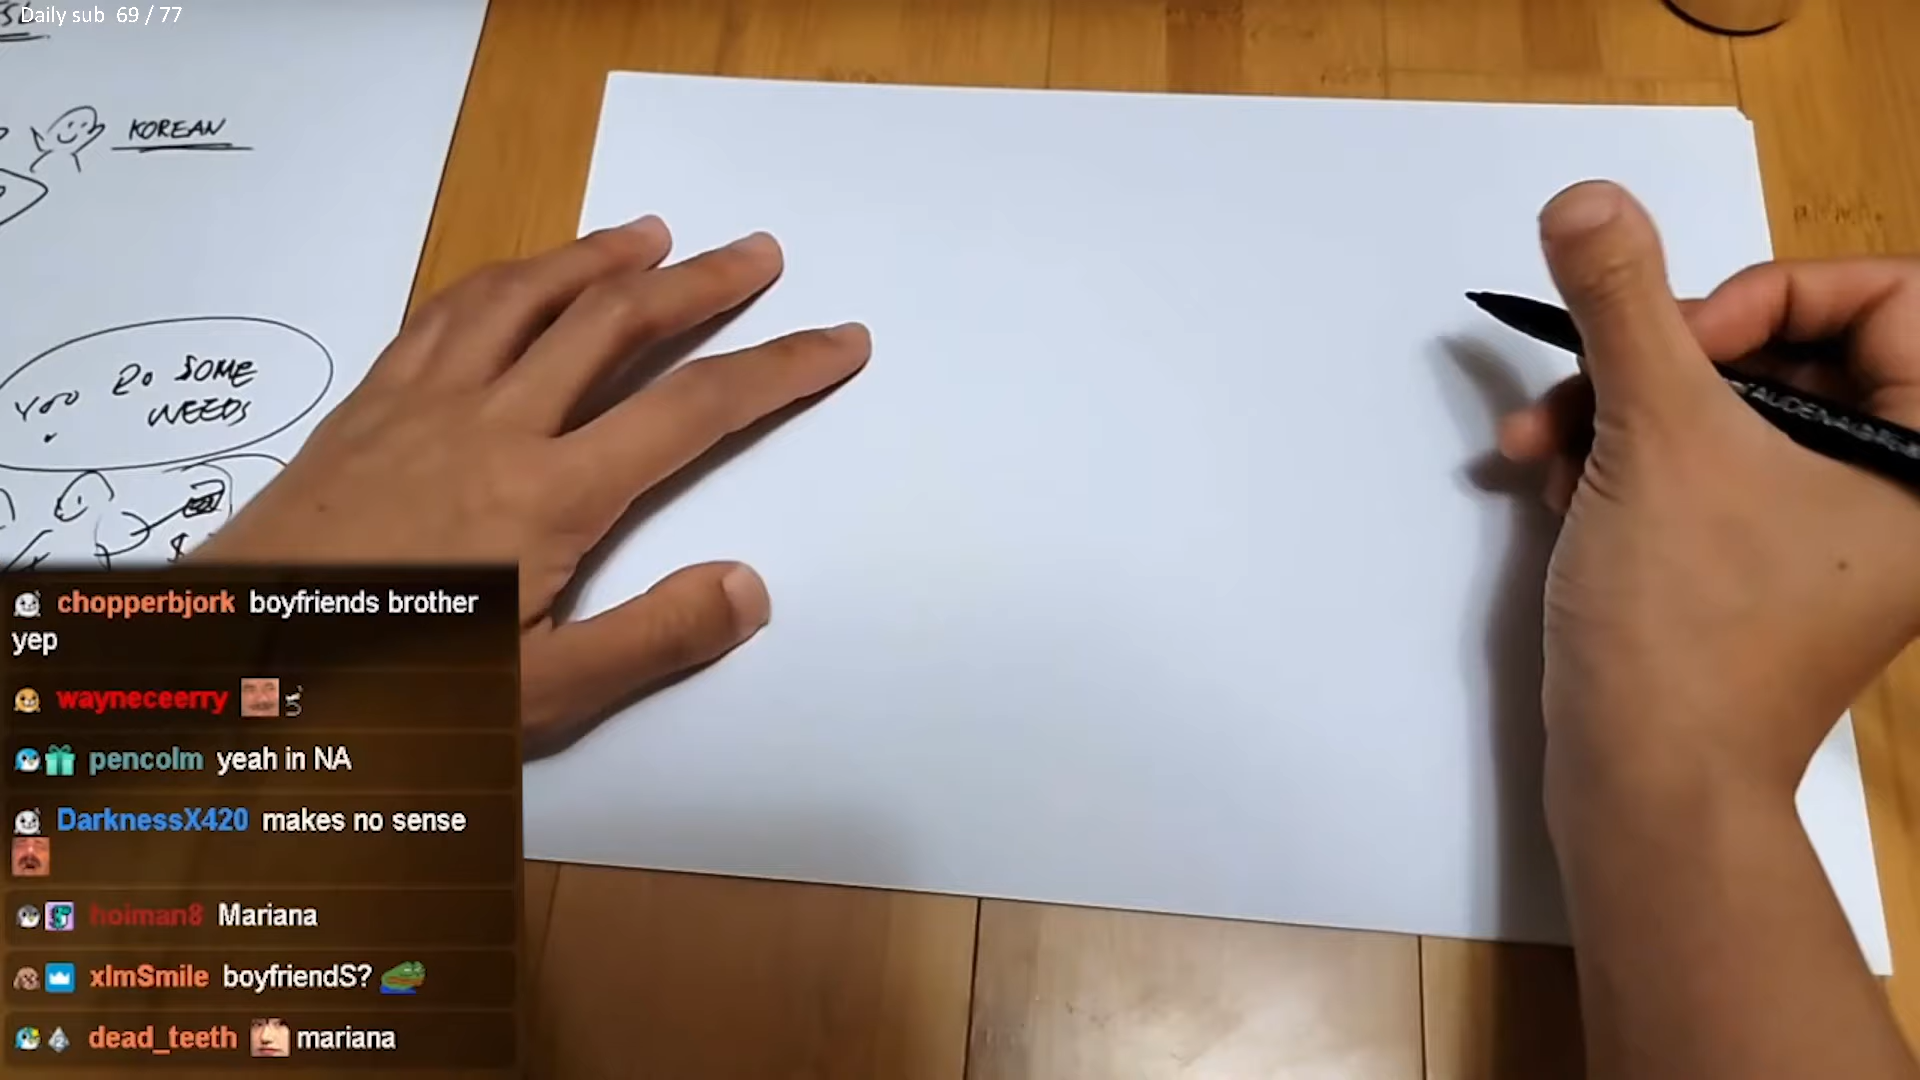 Daily sub 69 / 77
KOREAN
YOU DO SOME
NEEDS
$
chopperbjork boyfriends brother
yep
wayneceerry
pencolm yeah in NA
DarknessX420 makes no sense
hoiman8 Mariana
xlmSmile boyfriendS?
dead_teeth mariana